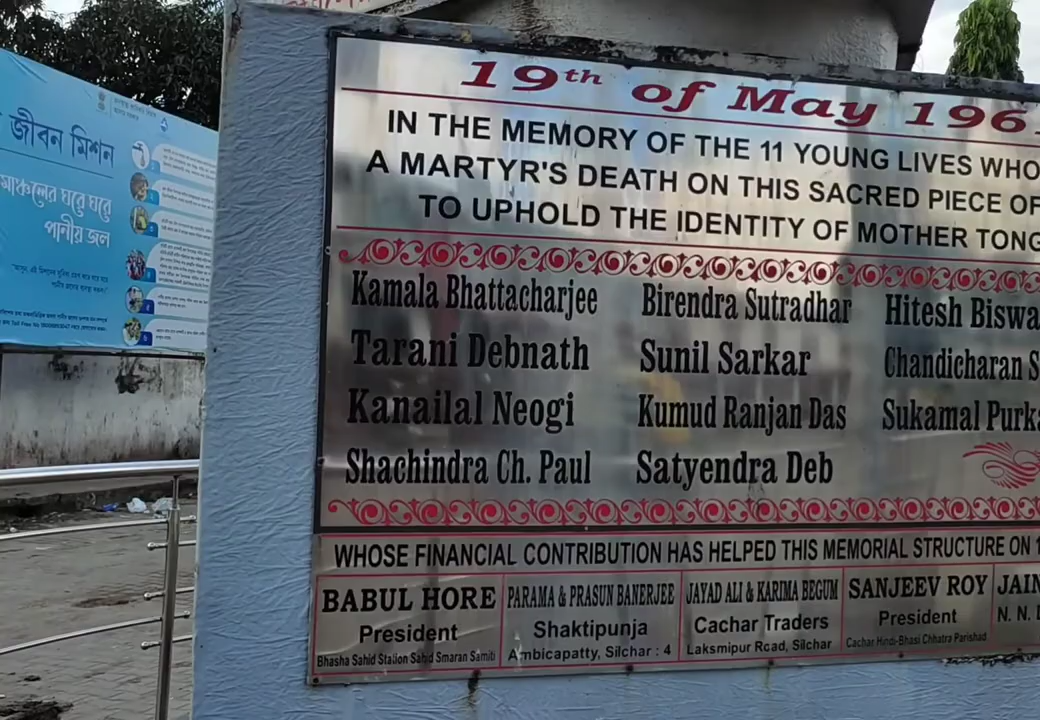 জীবন মিশন
ঘরে ঘরে
পানীয় জল
19th of May 1961
IN THE MEMORY OF THE 11 YOUNG LIVES WHO
A MARTYR'S DEATH ON THIS SACRED PIECE OF
TO UPHOLD THE IDENTITY OF MOTHER TONG
Kamala Bhattacharjee Birendra Sutradhar Hitesh Biswa
Tarani Debnath Sunil Sarkar Chandicharan S
Kanailal Neogi Kumud Ranjan Das Sukamal Purka
Shachindra Ch. Paul Satyendra Deb
WHOSE FINANCIAL CONTRIBUTION HAS HELPED THIS MEMORIAL STRUCTURE ON 1
BABUL HORE
President
Bhasha Sahid Station Sahid Smaran Samiti
PARAMA & PRASUN BANERJEE
Shaktipunja
Ambicapatty, Silchar : 4
JAYAD ALI & KARIMA BEGUM
Cachar Traders
Laksmipur Road, Silchar
SANJEEV ROY
President
Cachar Hindi-Bhasi Chhatra Parishad
JAIN
N. N. D